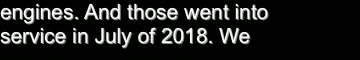 engines. And those went into
service in July of 2018. We